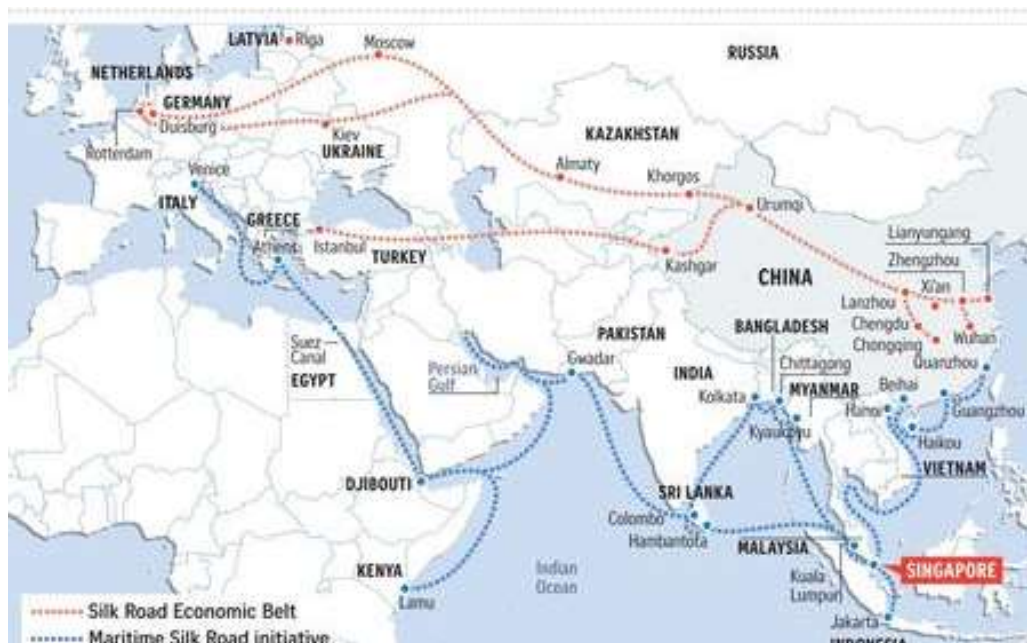 LATVIA
Riga
Moscow
RUSSIA
NETHERLANDS
GERMANY
Duisburg
Kiev
UKRAINE
KAZAKHSTAN
Rotterdam
Venice
Almaty
Khorgos
Urumqi
ITALY
GREECE
Athens
Istanbul
TURKEY
Kashgar
Lianyungang
Zhengzhou
CHINA
Xi'an
Lanzhou
Chengdu
Wuhan
Chongqing
PAKISTAN
BANGLADESH
Suez
Canal
EGYPT
Persian
Gulf
Gwadar
INDIA
Chittagong
Quanzhou
Kolkata
MYANMAR
Beihai
Hanoi
Guangzhou
Kyaukpyu
Haikou
DJIBOUTI
VIETNAM
SRI LANKA
Colombo
Hambantota
MALAYSIA
KENYA
Lamu
Indian
Ocean
Kuala
Lumpur
SINGAPORE
Jakarta
INDONESIA
Silk Road Economic Belt
Maritime Silk Road initiative